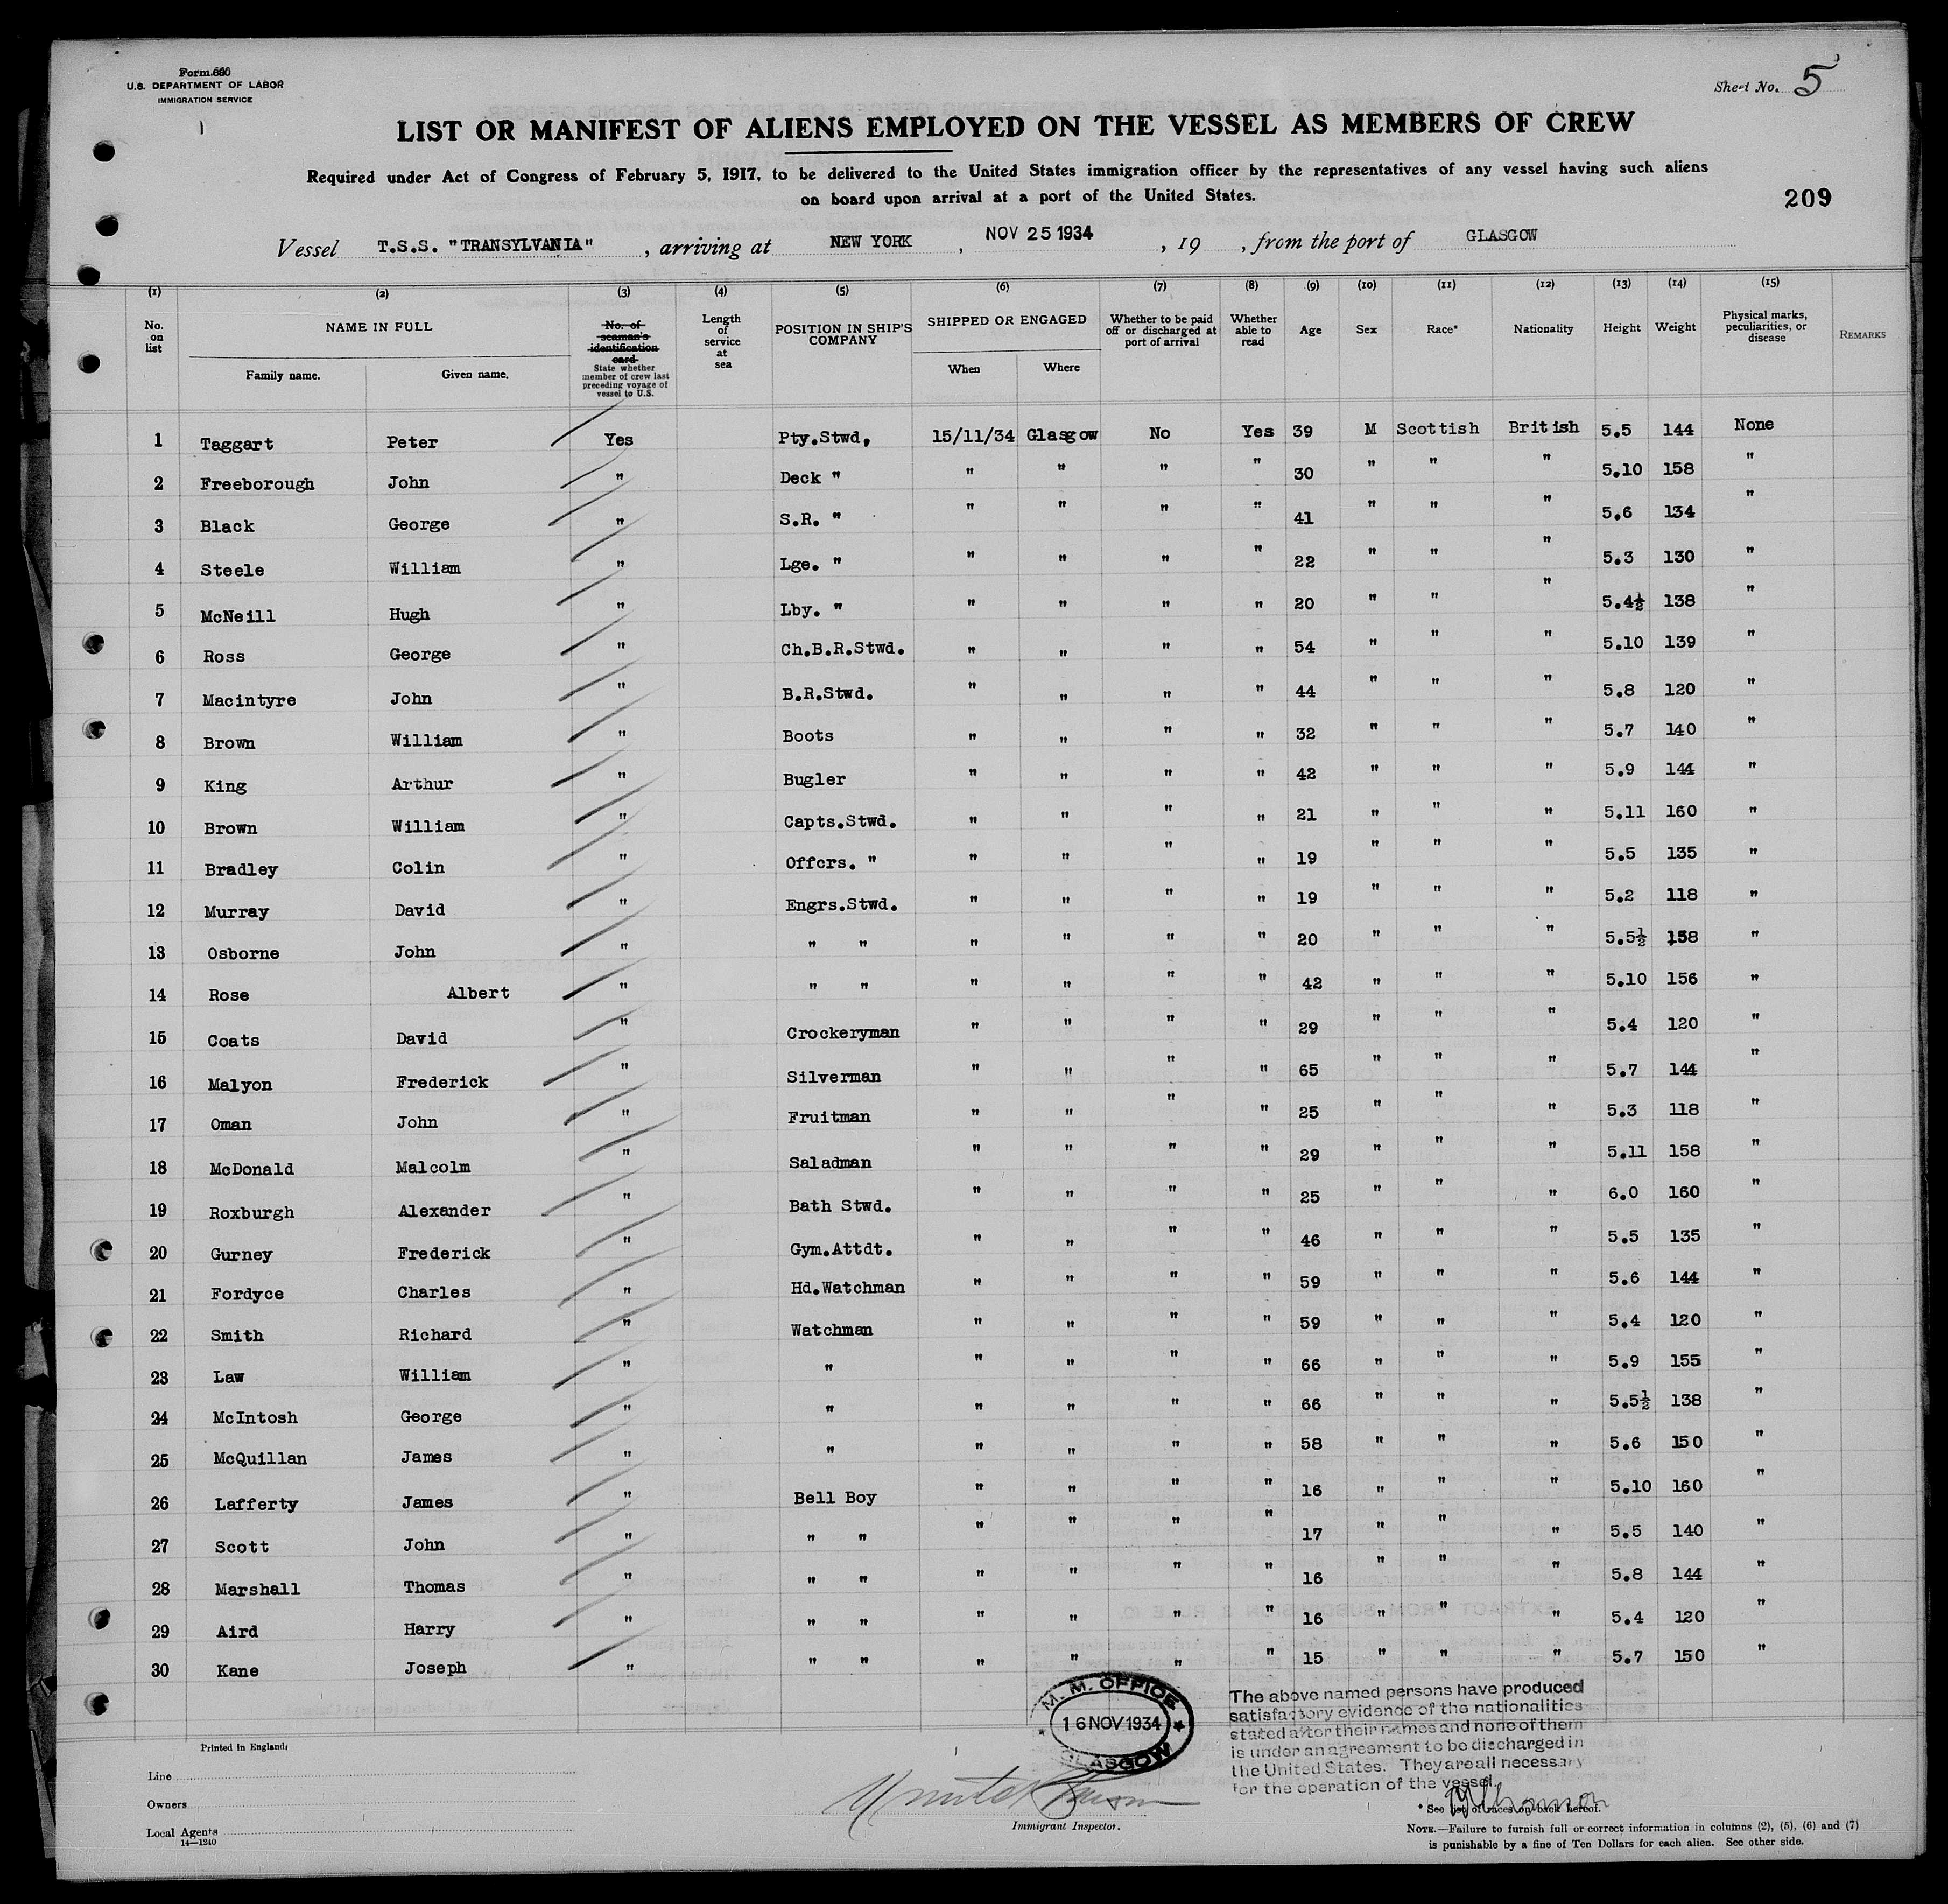 Form 680
U.S. DEPARTMENT OF LABOR
IMMIGRATION SERVICE
Sheet No. 5
LIST OR MANIFEST OF ALIENS EMPLOYED ON THE VESSEL AS MEMBERS OF CREW
Required under Act of Congress of February 5, 1917, to be delivered to the United States immigration officer by the representatives of any vessel having such aliens
on board upon arrival at a port of the United States.
209
Vessel T.S.S. "TRANSYLVANIA", arriving at NEW YORK, NOV 25 1934, 19 , from the port of GLASGOW
(1) (2) (3) (4) (5) (6) (7) (8) (9) (10) (11) (12) (13) (14) (15)
No. on list NAME IN FULL Family name. Given name. No. of seaman's identification card State whether member of crew last preceding voyage of vessel to U.S. Length of service at sea POSITION IN SHIP'S COMPANY SHIPPED OR ENGAGED When Where Whether to be paid off or discharged at port of arrival Whether able to read Age Sex Race* Nationality Height Weight Physical marks, peculiarities, or disease REMARKS
1 Taggart Peter Yes Pty.Stwd, 15/11/34 Glasgow No Yes 39 M Scottish British 5.5 144 None
2 Freeborough John " Deck " " " " " 30 " " " 5.10 158 "
3 Black George " S.R. " " " " " 41 " " " 5.6 134 "
4 Steele William " Lge. " " " " " 22 " " " 5.3 130 "
5 McNeill Hugh " Lby. " " " " " 20 " " " 5.4½ 138 "
6 Ross George " Ch.B.R.Stwd. " " " " 54 " " " 5.10 139 "
7 Macintyre John " B.R.Stwd. " " " " 44 " " " 5.8 120 "
8 Brown William " Boots " " " " 32 " " " 5.7 140 "
9 King Arthur " Bugler " " " " 42 " " " 5.9 144 "
10 Brown William " Capts.Stwd. " " " " 21 " " " 5.11 160 "
11 Bradley Colin " Offcrs. " " " " " 19 " " " 5.5 135 "
12 Murray David " Engrs.Stwd. " " " " 19 " " " 5.2 118 "
13 Osborne John " " " " " " " 20 " " " 5.5½ 138 "
14 Rose Albert " " " " " " " 42 " " " 5.10 156 "
15 Coats David " Crockeryman " " " " 29 " " " 5.4 120 "
16 Malyon Frederick " Silverman " " " " 65 " " " 5.7 144 "
17 Oman John " Fruitman " " " " 25 " " " 5.3 118 "
18 McDonald Malcolm " Saladman " " " " 29 " " " 5.11 158 "
19 Roxburgh Alexander " Bath Stwd. " " " " 25 " " " 6.0 160 "
20 Gurney Frederick " Gym.Attdt. " " " " 46 " " " 5.5 135 "
21 Fordyce Charles " Hd.Watchman " " " " 59 " " " 5.6 144 "
22 Smith Richard " Watchman " " " " 59 " " " 5.4 120 "
23 Law William " " " " " " 66 " " " 5.9 155 "
24 McIntosh George " " " " " " 66 " " " 5.5½ 138 "
25 McQuillan James " " " " " " 58 " " " 5.6 150 "
26 Lafferty James " Bell Boy " " " " 16 " " " 5.10 160 "
27 Scott John " " " " " " " 17 " " " 5.5 140 "
28 Marshall Thomas " " " " " " " 16 " " " 5.8 144 "
29 Aird Harry " " " " " " " 16 " " " 5.4 120 "
30 Kane Joseph " " " " " " " 15 " " " 5.7 150 "
M. M. OFFICE
16 NOV 1934
GLASGOW
The above named persons have produced
satisfactory evidence of the nationalities
stated after their names and none of them
is under an agreement to be discharged in
the United States. They are all necessary
for the operation of the vessel.
Printed in England.
Line
Owners
Local Agents
14—1240
Immigrant Inspector.
* See list of races on back hereof.
NOTE.—Failure to furnish full or correct information in columns (2), (5), (6) and (7)
is punishable by a fine of Ten Dollars for each alien. See other side.